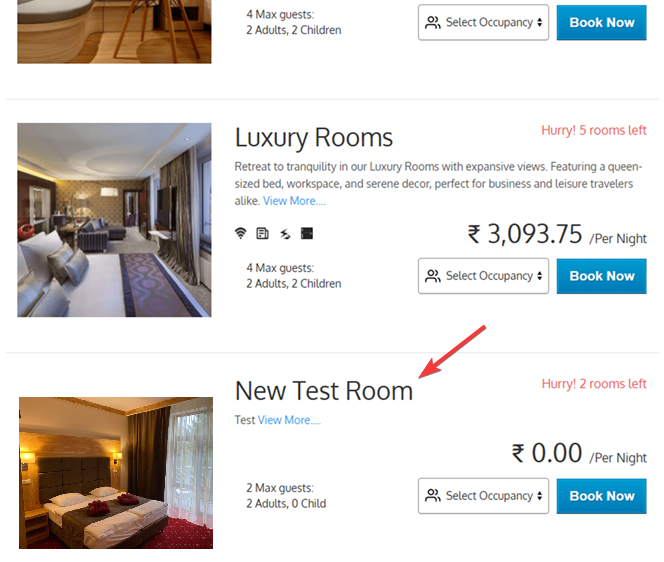 4 Max guests:
2 Adults, 2 Children
Select Occupancy
Book Now
Luxury Rooms
Hurry! 5 rooms left
Retreat to tranquility in our Luxury Rooms with expansive views. Featuring a queen-
sized bed, workspace, and serene decor, perfect for business and leisure travelers
alike. View More....
₹ 3,093.75 /Per Night
4 Max guests:
2 Adults, 2 Children
Select Occupancy
Book Now
New Test Room
Hurry! 2 rooms left
Test View More....
₹ 0.00 /Per Night
2 Max guests:
2 Adults, 0 Child
Select Occupancy
Book Now